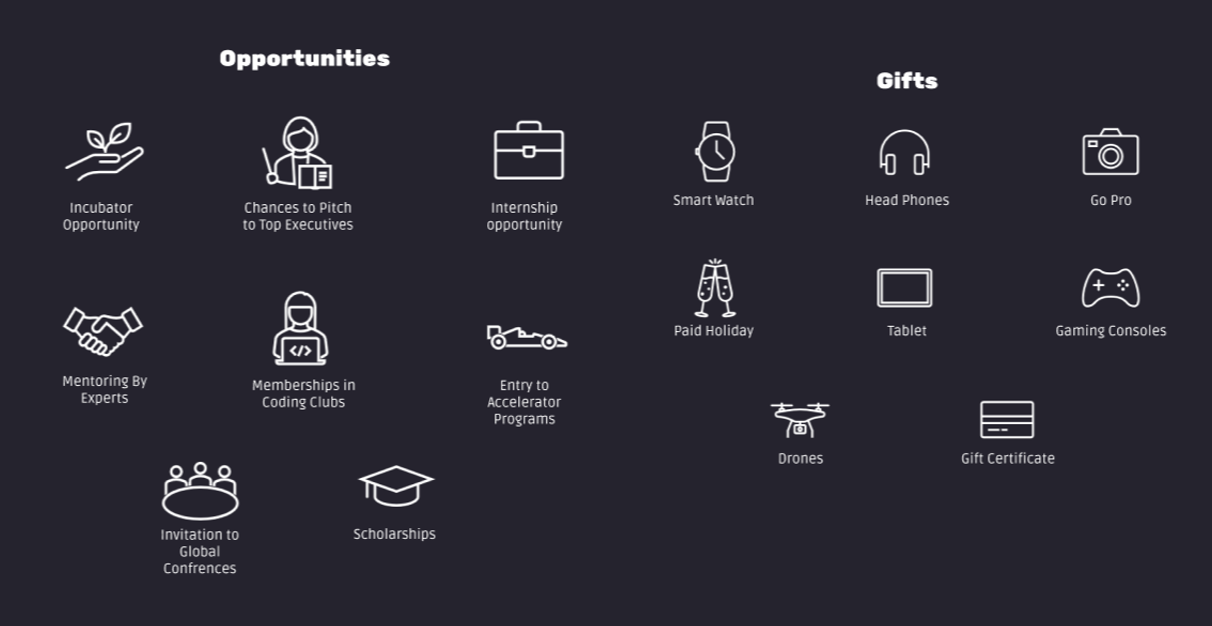 Opportunities
Incubator
Opportunity
Chances to Pitch
to Top Executives
Internship
opportunity
Mentoring By
Experts
Memberships in
Coding Clubs
Entry to
Accelerator
Programs
Invitation to
Global
Confrences
Scholarships
Gifts
Smart Watch
Head Phones
Go Pro
Paid Holiday
Tablet
Gaming Consoles
Drones
Gift Certificate